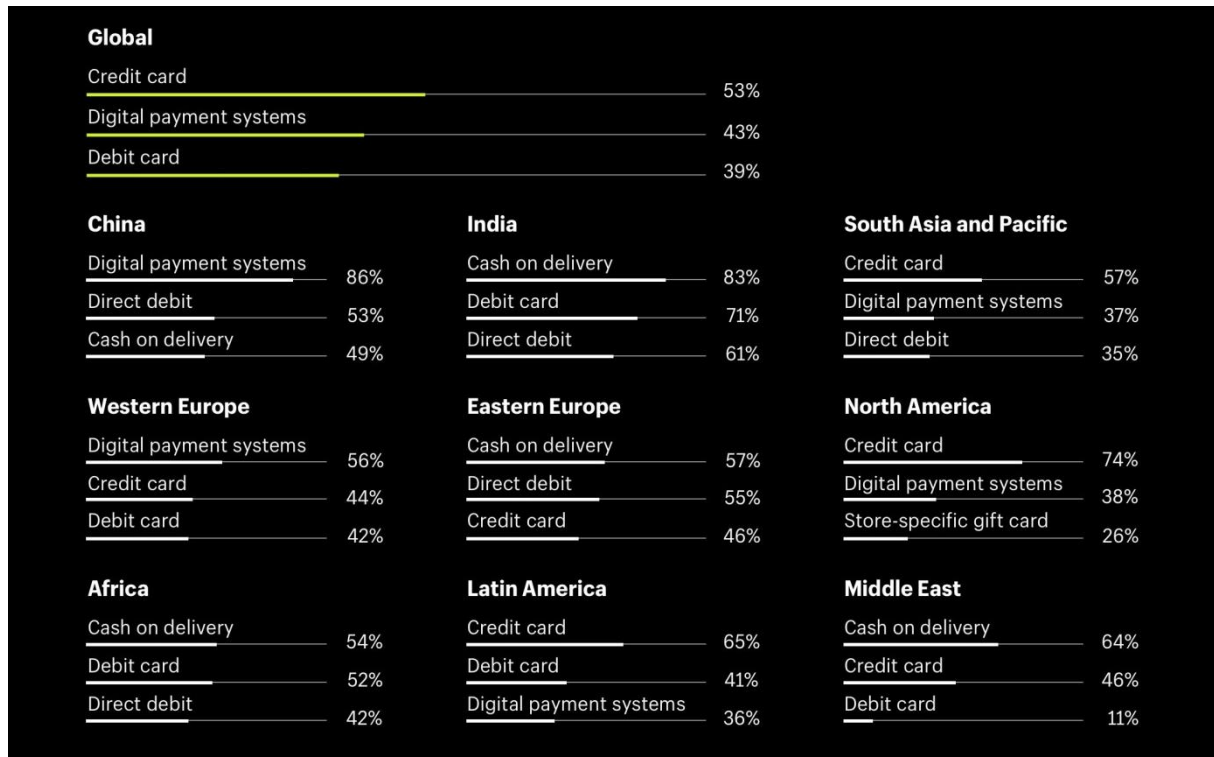 Global
Credit card
53%
Digital payment systems
43%
Debit card
39%
China
Digital payment systems
86%
Direct debit
53%
Cash on delivery
49%
India
Cash on delivery
83%
Debit card
71%
Direct debit
61%
South Asia and Pacific
Credit card
57%
Digital payment systems
37%
Direct debit
35%
Western Europe
Digital payment systems
56%
Credit card
44%
Debit card
42%
Eastern Europe
Cash on delivery
57%
Direct debit
55%
Credit card
46%
North America
Credit card
74%
Digital payment systems
38%
Store-specific gift card
26%
Africa
Cash on delivery
54%
Debit card
52%
Direct debit
42%
Latin America
Credit card
65%
Debit card
41%
Digital payment systems
36%
Middle East
Cash on delivery
64%
Credit card
46%
Debit card
11%